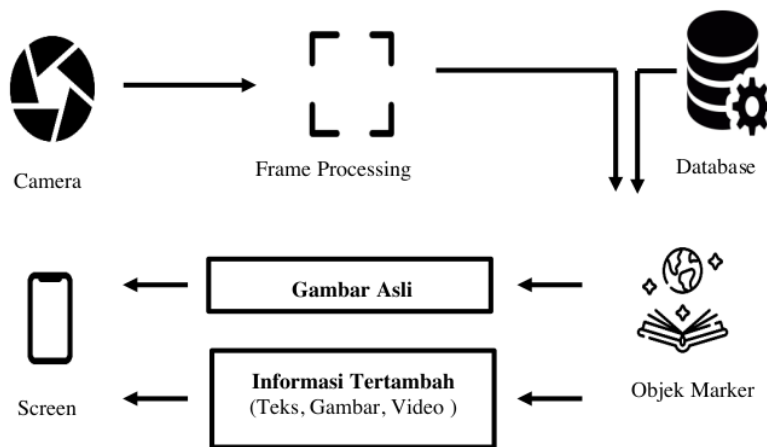 Camera
Frame Processing
Database
Gambar Asli
Informasi Tertambah
(Teks, Gambar, Video )
Screen
Objek Marker